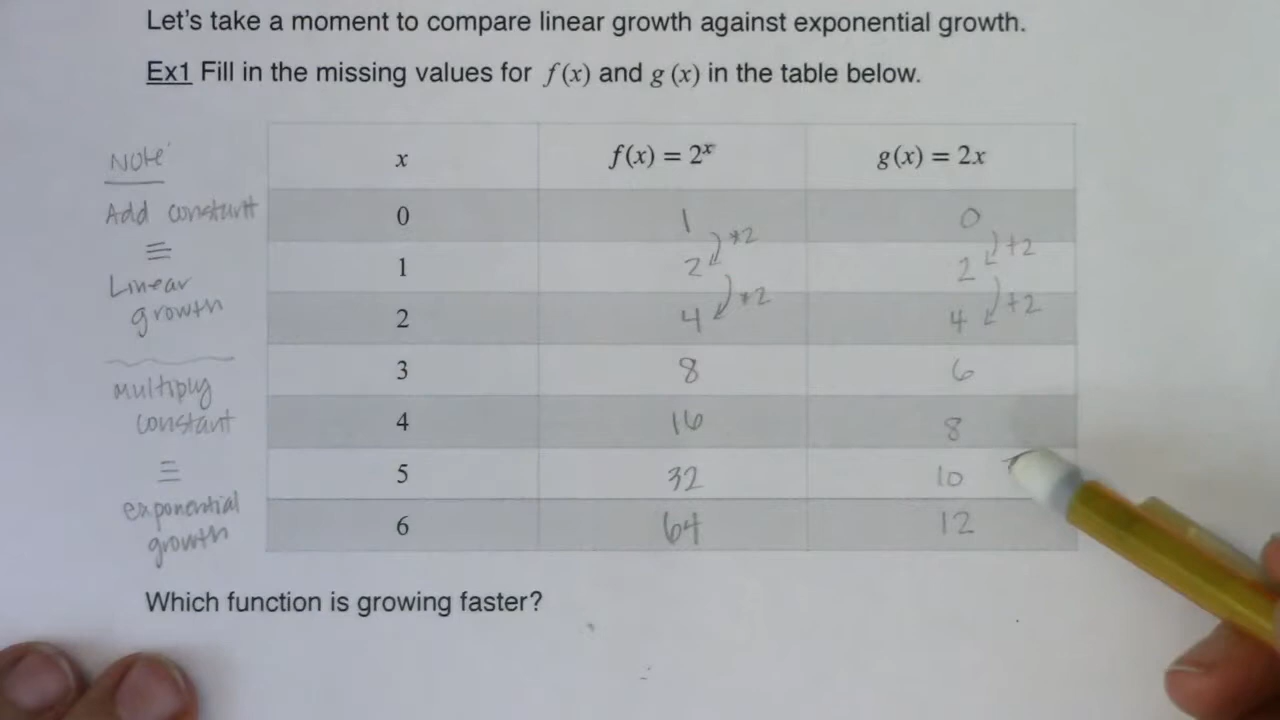 Let's take a moment to compare linear growth against exponential growth.
Ex1 Fill in the missing values for f(x) and g (x) in the table below.
Note
Add constant
≡
Linear
growth
multiply
constant
≡
exponential
growth
x f(x) = 2ˣ g(x) = 2x
0 1 0
*2 +2
1 2 2
*2 +2
2 4 4
3 8 6
4 16 8
5 32 10
6 64 12
Which function is growing faster?